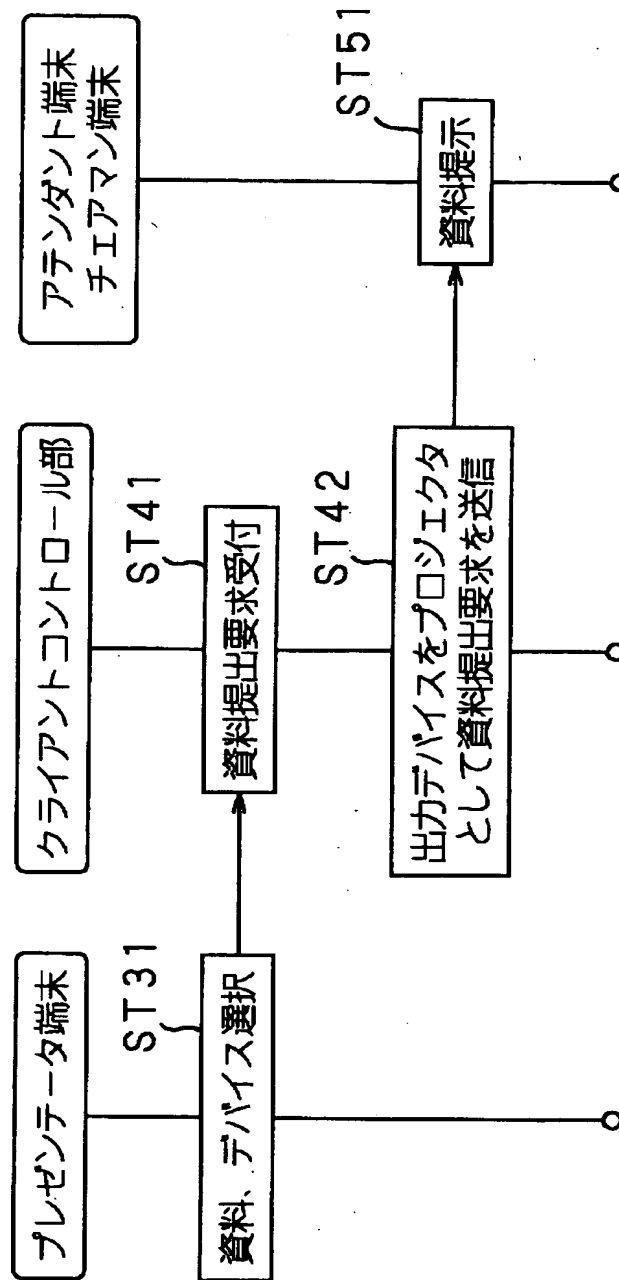 プレゼンテータ端末
クライアントコントロール部
アテンダント端末
チェアマン端末
ST31
資料、デバイス選択
ST41
資料提出要求受付
ST42
出力デバイスをプロジェクタ
として資料提出要求を送信
ST51
資料提示